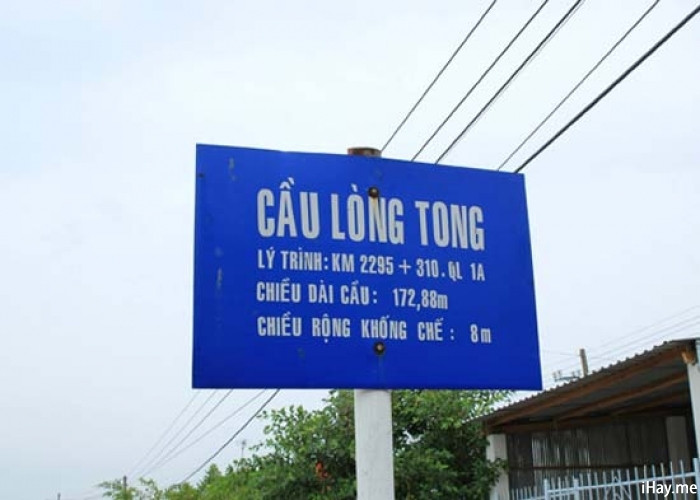 CẦU LÒNG TONG
LÝ TRÌNH: KM 2295 + 310. QL 1A
CHIỀU DÀI CẦU: 172,88m
CHIỀU RỘNG KHỐNG CHẾ: 8m
iHay.me